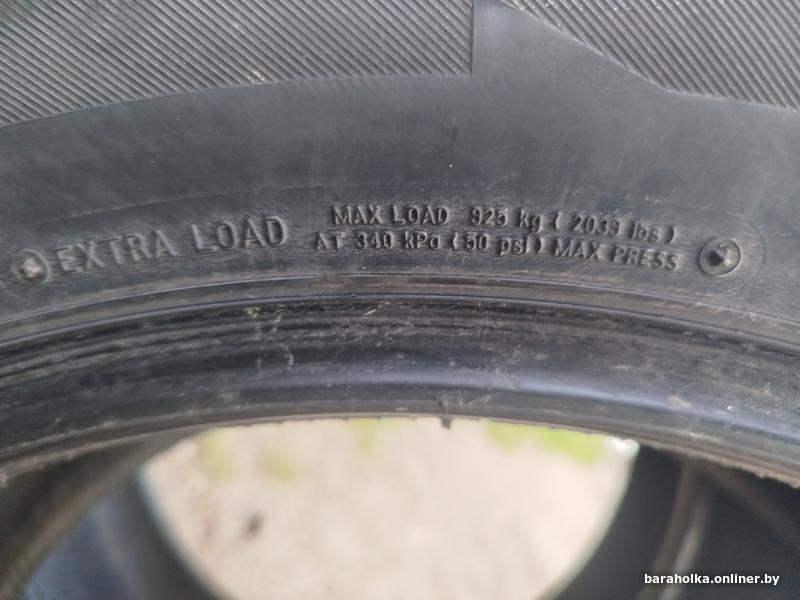 EXTRA LOAD
MAX LOAD 925 kg (2039 lbs)
AT 340 kPa (50 psi) MAX PRESS
baraholka.onliner.by